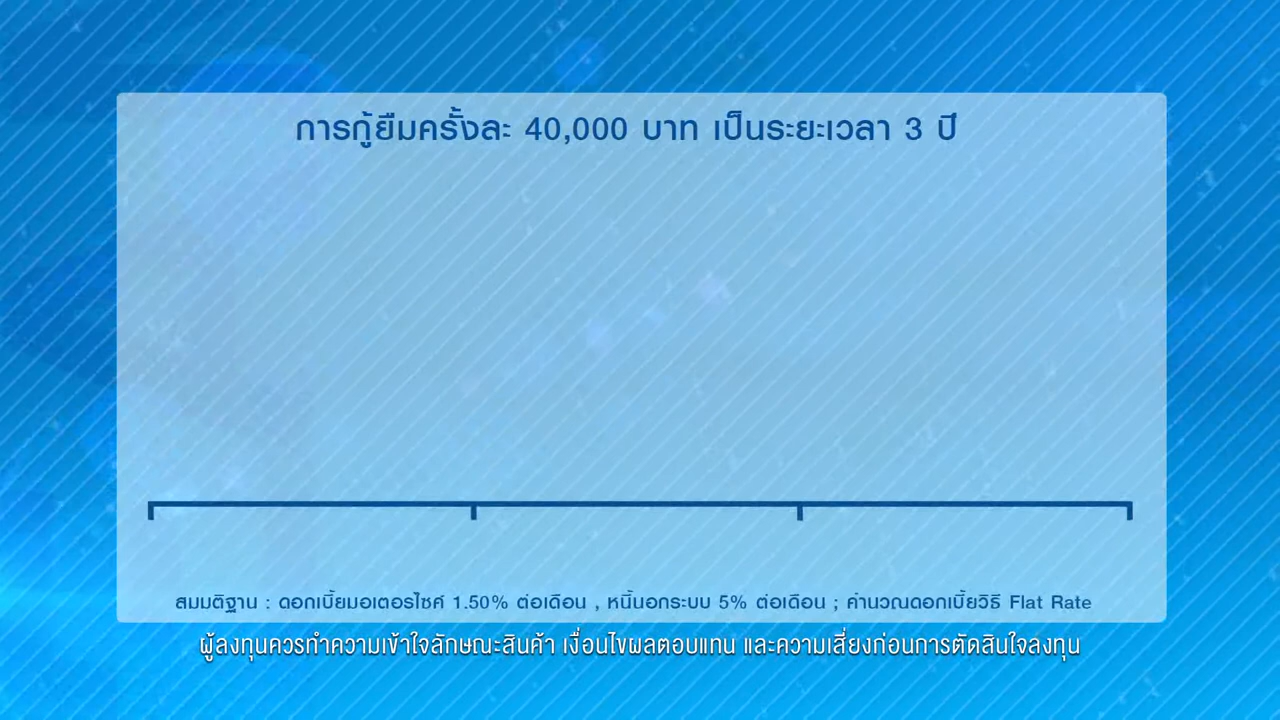 การกู้ยืมครั้งละ 40,000 บาท เป็นระยะเวลา 3 ปี
สมมติฐาน : ดอกเบี้ยมอเตอรไซค์ 1.50% ต่อเดือน , หนี้นอกระบบ 5% ต่อเดือน ; คำนวณดอกเบี้ยวิธี Flat Rate
ผู้ลงทุนควรทำความเข้าใจลักษณะสินค้า เงื่อนไขผลตอบแทน และความเสี่ยงก่อนการตัดสินใจลงทุน